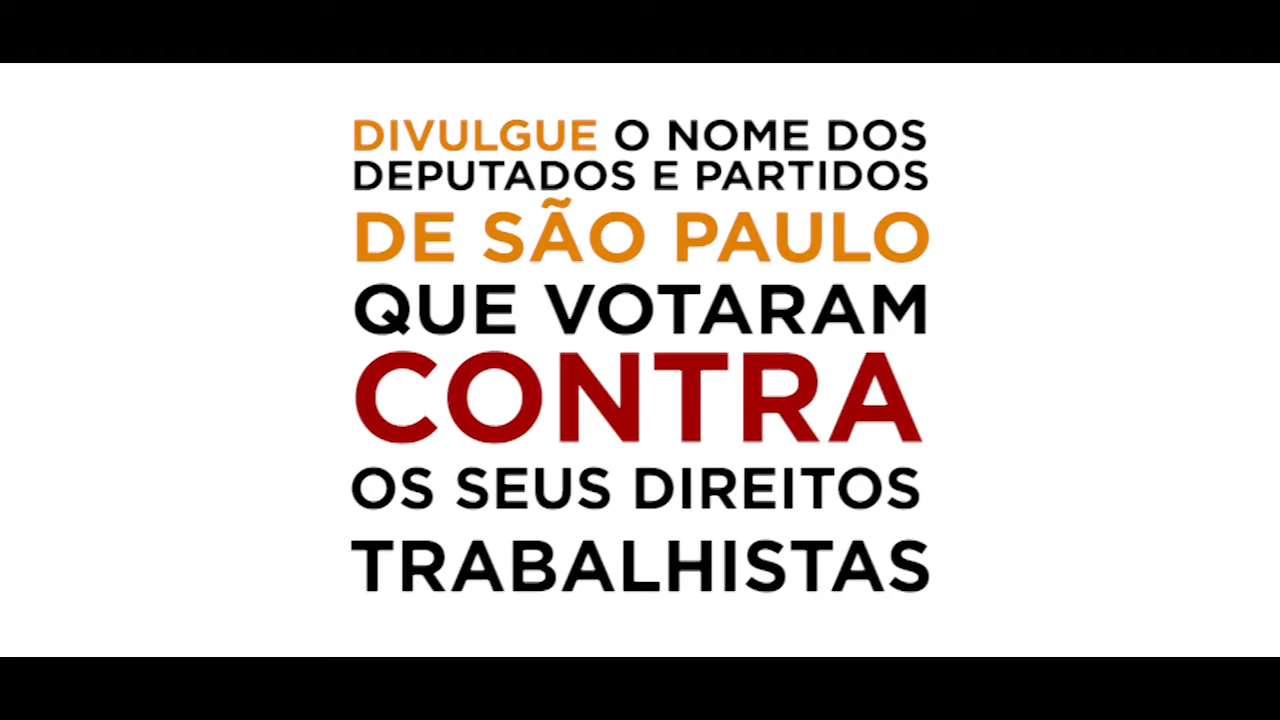 DIVULGUE O NOME DOS
DEPUTADOS E PARTIDOS
DE SÃO PAULO
QUE VOTARAM
CONTRA
OS SEUS DIREITOS
TRABALHISTAS